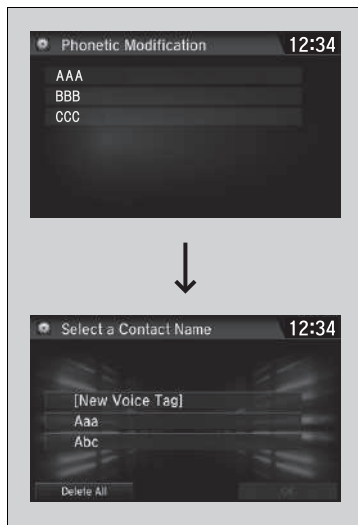 Phonetic Modification 12:34
AAA
BBB
CCC
Select a Contact Name 12:34
[New Voice Tag]
Aaa
Abc
Delete All OK